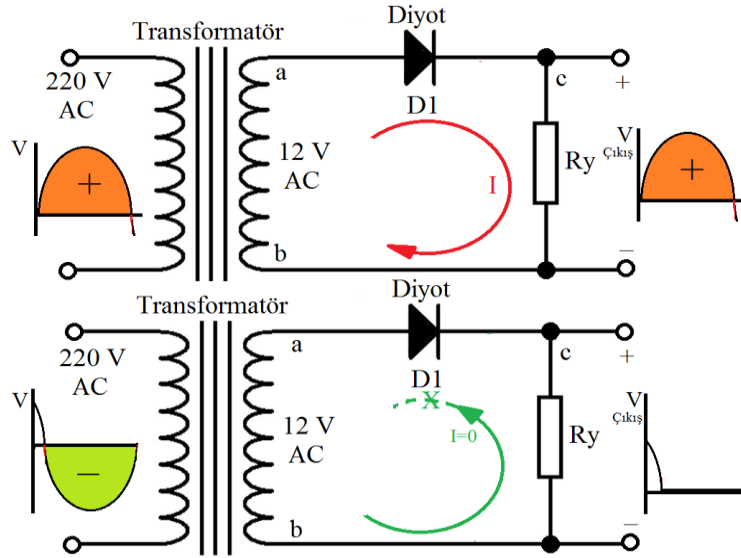 Transformatör
Diyot
220 V
AC
a
D1
c
+
V
+
12 V
AC
I
Ry
V
Çıkış
+
b
_
Transformatör
Diyot
220 V
AC
a
D1
c
+
V
X
V
Çıkış
12 V
AC
I=0
Ry
—
b
_